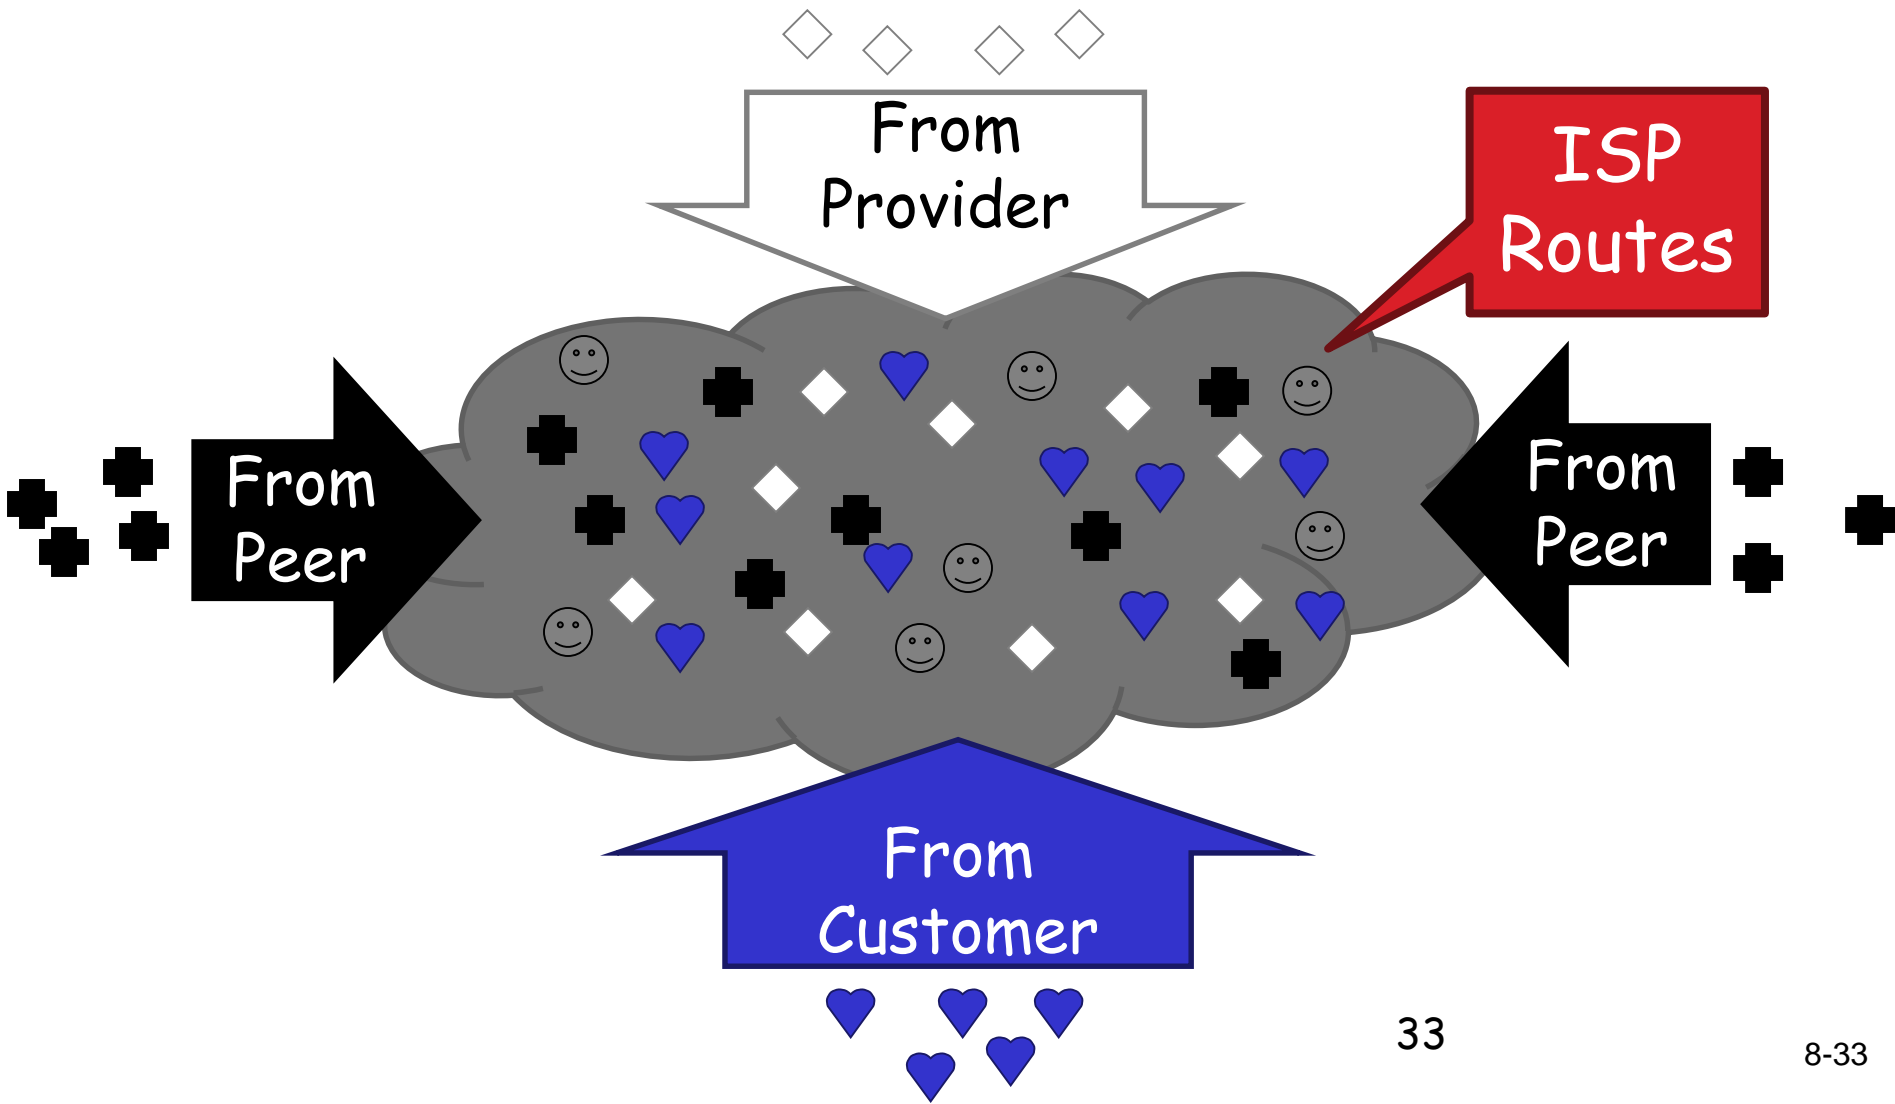 From
Provider
ISP
Routes
From
Peer
From
Peer
From
Customer
33
8-33